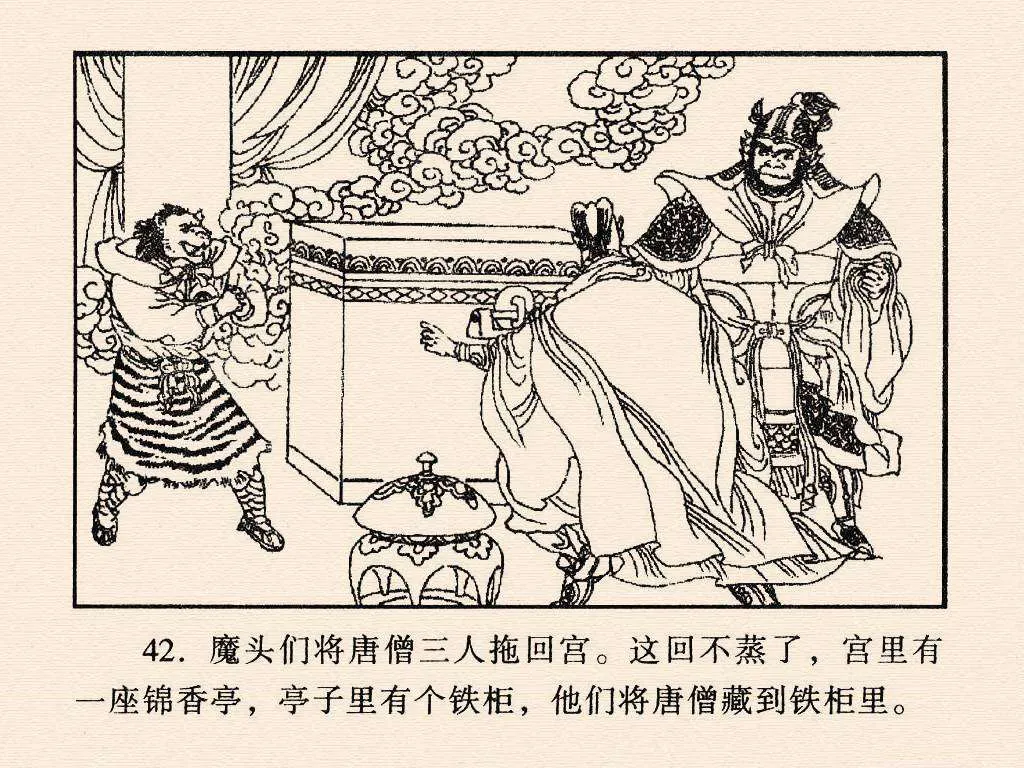 42. 魔头们将唐僧三人拖回宫。这回不蒸了，宫里有
一座锦香亭，亭子里有个铁柜，他们将唐僧藏到铁柜里。